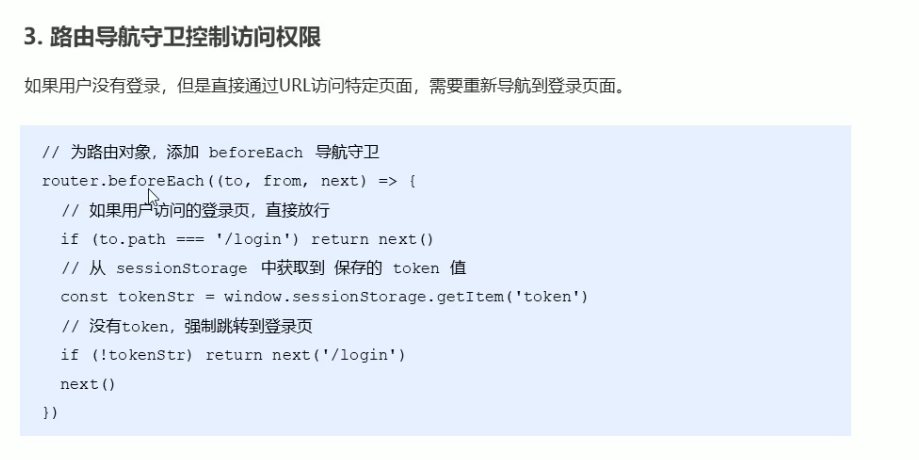 3. 路由导航守卫控制访问权限
如果用户没有登录，但是直接通过URL访问特定页面，需要重新导航到登录页面。
// 为路由对象，添加 beforeEach 导航守卫
router.beforeEach((to, from, next) => {
// 如果用户访问的登录页，直接放行
if (to.path === '/login') return next()
// 从 sessionStorage 中获取到 保存的 token 值
const tokenStr = window.sessionStorage.getItem('token')
// 没有token，强制跳转到登录页
if (!tokenStr) return next('/login')
next()
})